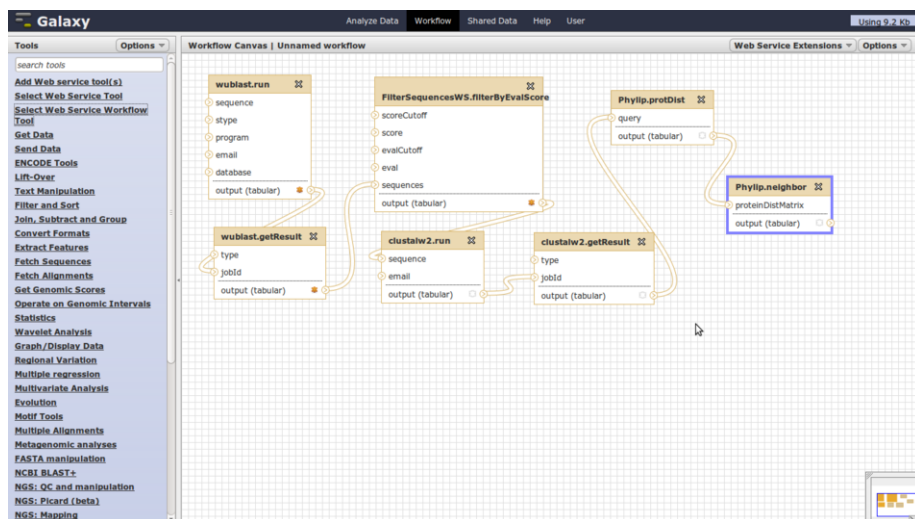 Galaxy
Analyze Data Workflow Shared Data Help User
Using 9.2 Kb
Tools Options
Workflow Canvas | Unnamed workflow
Web Service Extensions Options
search tools
Add Web service tool(s)
Select Web Service Tool
Select Web Service Workflow
Tool
Get Data
Send Data
ENCODE Tools
Lift-Over
Text Manipulation
Filter and Sort
Join, Subtract and Group
Convert Formats
Extract Features
Fetch Sequences
Fetch Alignments
Get Genomic Scores
Operate on Genomic Intervals
Statistics
Wavelet Analysis
Graph/Display Data
Regional Variation
Multiple regression
Multivariate Analysis
Evolution
Motif Tools
Multiple Alignments
Metagenomic analyses
FASTA manipulation
NCBI BLAST+
NGS: QC and manipulation
NGS: Picard (beta)
NGS: Mapping
wublast.run
sequence
stype
program
email
database
output (tabular)
wublast.getResult
type
jobId
output (tabular)
FilterSequencesWS.filterByEvalScore
scoreCutoff
score
evalCutoff
eval
sequences
output (tabular)
clustalw2.run
sequence
email
output (tabular)
clustalw2.getResult
type
jobId
output (tabular)
Phylip.protDist
query
output (tabular)
Phylip.neighbor
proteinDistMatrix
output (tabular)